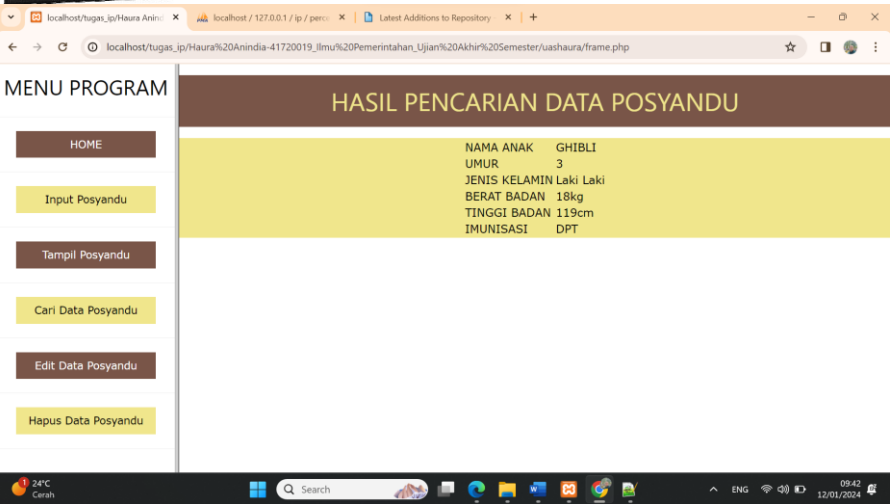 localhost/tugas_ip/Haura Anind
localhost / 127.0.0.1 / ip / perc
Latest Additions to Repository
localhost/tugas_ip/Haura%20Anindia-41720019_Ilmu%20Pemerintahan_Ujian%20Akhir%20Semester/uashaura/frame.php
MENU PROGRAM
HOME
Input Posyandu
Tampil Posyandu
Cari Data Posyandu
Edit Data Posyandu
Hapus Data Posyandu
HASIL PENCARIAN DATA POSYANDU
NAMA ANAK GHIBLI
UMUR 3
JENIS KELAMIN Laki Laki
BERAT BADAN 18kg
TINGGI BADAN 119cm
IMUNISASI DPT
1
24°C
Cerah
Search
ENG
09:42
12/01/2024